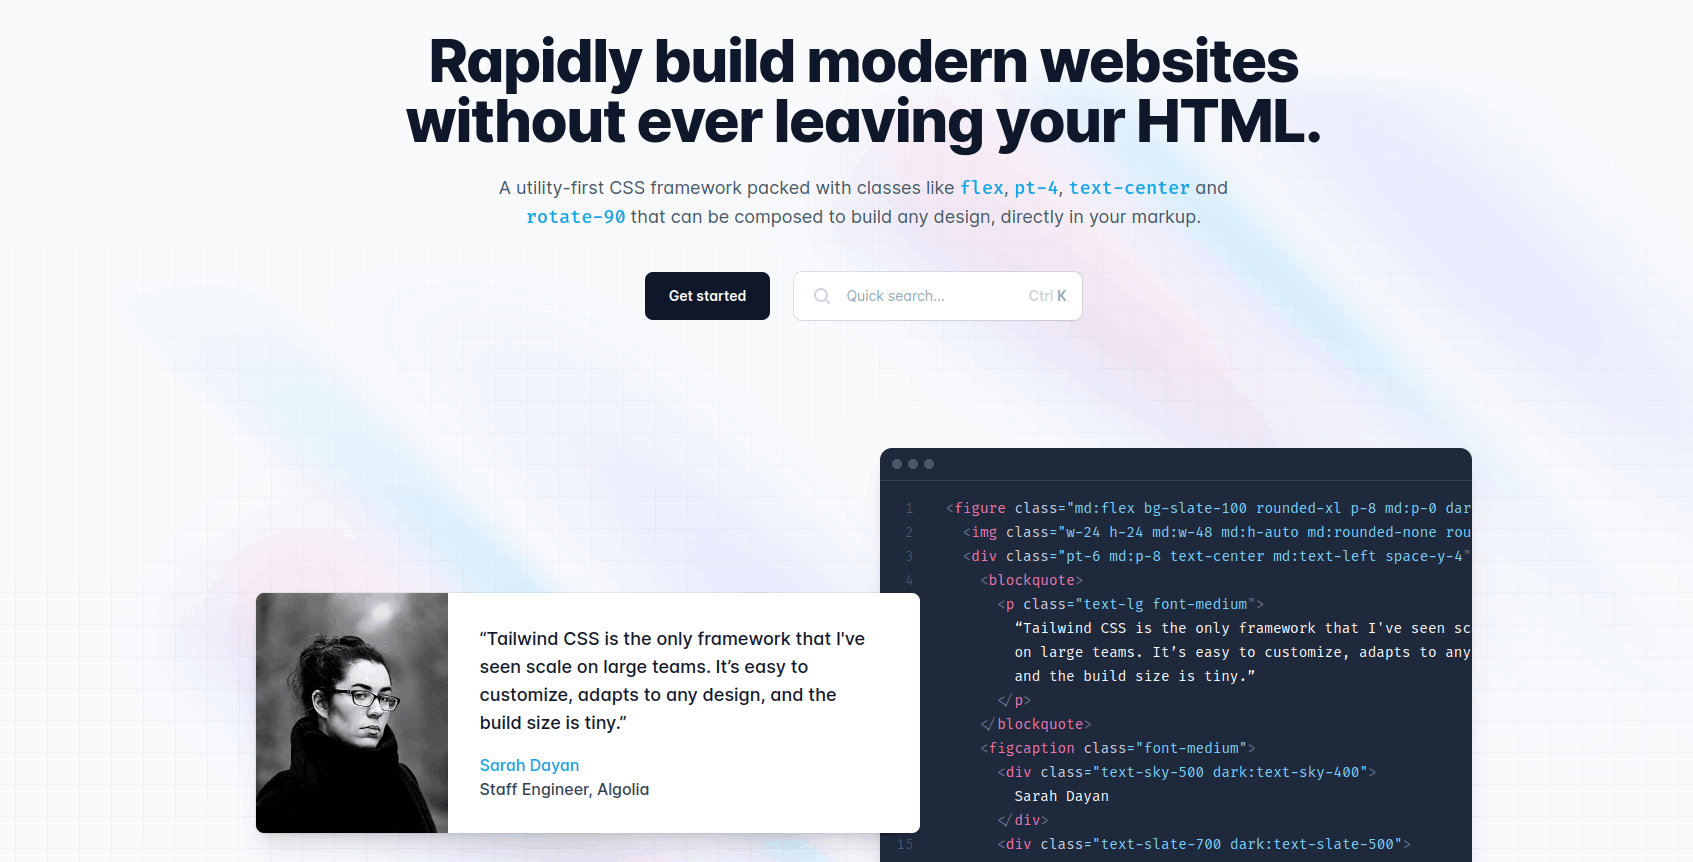 Rapidly build modern websites
without ever leaving your HTML.
A utility-first CSS framework packed with classes like flex, pt-4, text-center and
rotate-90 that can be composed to build any design, directly in your markup.
Get started
Quick search...
Ctrl K
“Tailwind CSS is the only framework that I've
seen scale on large teams. It’s easy to
customize, adapts to any design, and the
build size is tiny.”
Sarah Dayan
Staff Engineer, Algolia
1 <figure class="md:flex bg-slate-100 rounded-xl p-8 md:p-0 dar
2 <img class="w-24 h-24 md:w-48 md:h-auto md:rounded-none rou
3 <div class="pt-6 md:p-8 text-center md:text-left space-y-4"
4 <blockquote>
<p class="text-lg font-medium">
“Tailwind CSS is the only framework that I've seen sc
on large teams. It’s easy to customize, adapts to any
and the build size is tiny.”
</p>
</blockquote>
<figcaption class="font-medium">
<div class="text-sky-500 dark:text-sky-400">
Sarah Dayan
</div>
15 <div class="text-slate-700 dark:text-slate-500">